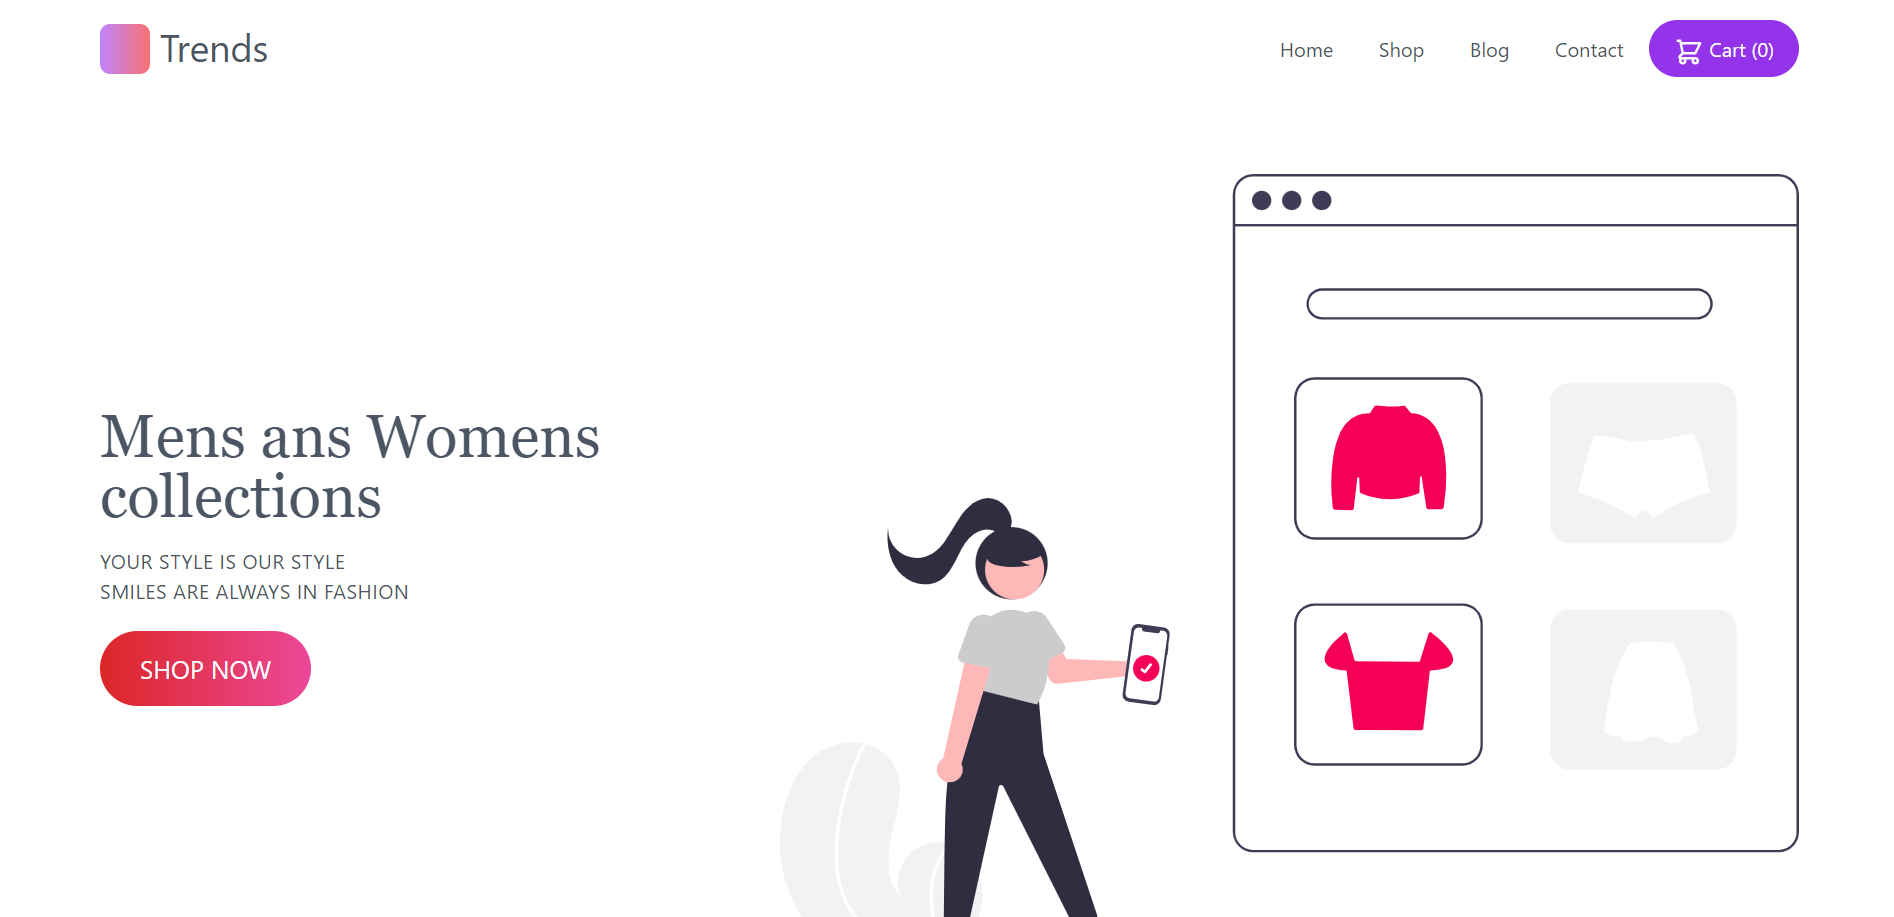 Trends
Home Shop Blog Contact Cart (0)
Mens ans Womens
collections
YOUR STYLE IS OUR STYLE
SMILES ARE ALWAYS IN FASHION
SHOP NOW